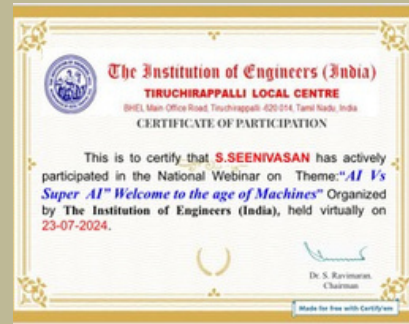 The Institution of Engineers (India)
TIRUCHIRAPPALLI LOCAL CENTRE
BHEL Main Office Road, Tiruchirappalli -620 014, Tamil Nadu, India.
CERTIFICATE OF PARTICIPATION
This is to certify that S.SEENIVASAN has actively
participated in the National Webinar on Theme:"AI Vs
Super AI" Welcome to the age of Machines" Organized
by The Institution of Engineers (India), held virtually on
23-07-2024.
Dr. S. Ravimaran.
Chairman
Made for free with Certify'em